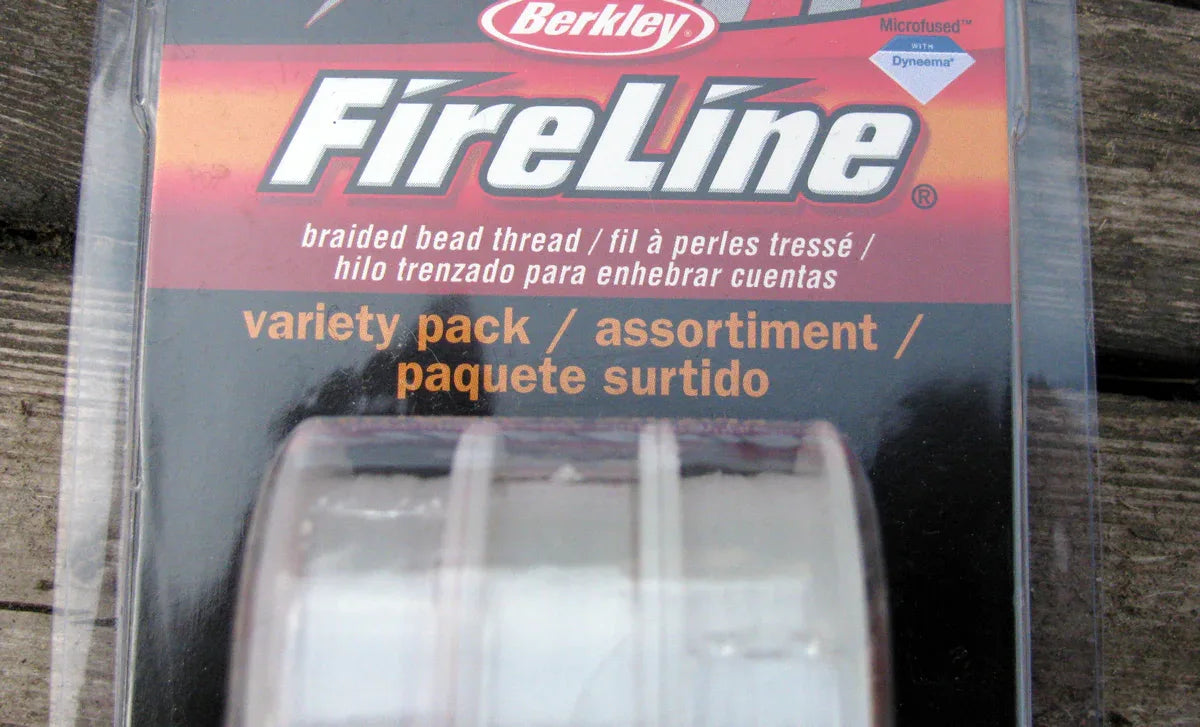 Berkley®
Microfused™
WITH
Dyneema®
FireLine®
braided bead thread / fil à perles tressé /
hilo trenzado para enhebrar cuentas
variety pack / assortiment /
paquete surtido